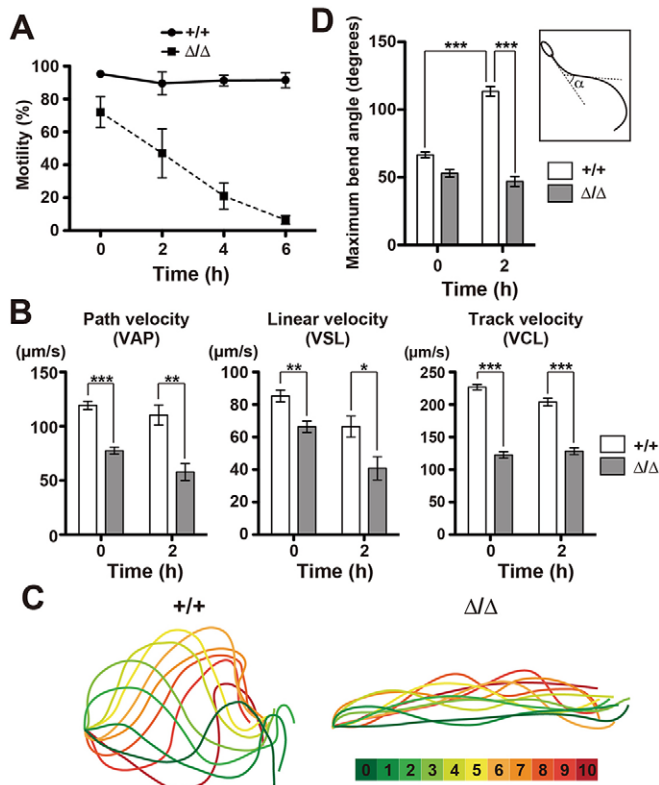 A
+/+
Δ/Δ
Motility (%)
100
80
60
40
20
0
0 2 4 6
Time (h)
D
Maximum bend angle (degrees)
150
100
50
0
*** ***
α
+/+
Δ/Δ
0 2
Time (h)
B
Path velocity
(VAP)
(μm/s)
150
100
50
0
*** **
0 2
Time (h)
Linear velocity
(VSL)
(μm/s)
100
80
60
40
20
0
** *
0 2
Time (h)
Track velocity
(VCL)
(μm/s)
250
200
150
100
50
0
*** ***
0 2
Time (h)
+/+
Δ/Δ
C
+/+
Δ/Δ
0 1 2 3 4 5 6 7 8 9 10